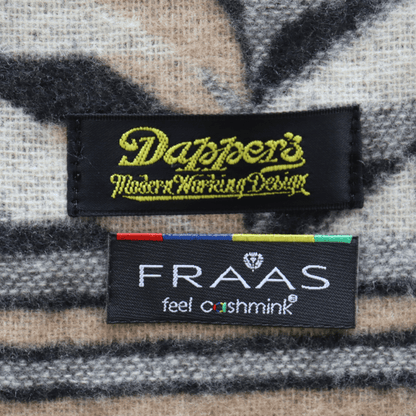 Dapper's
Modern Working Design
FRAAS
feel cashmink®